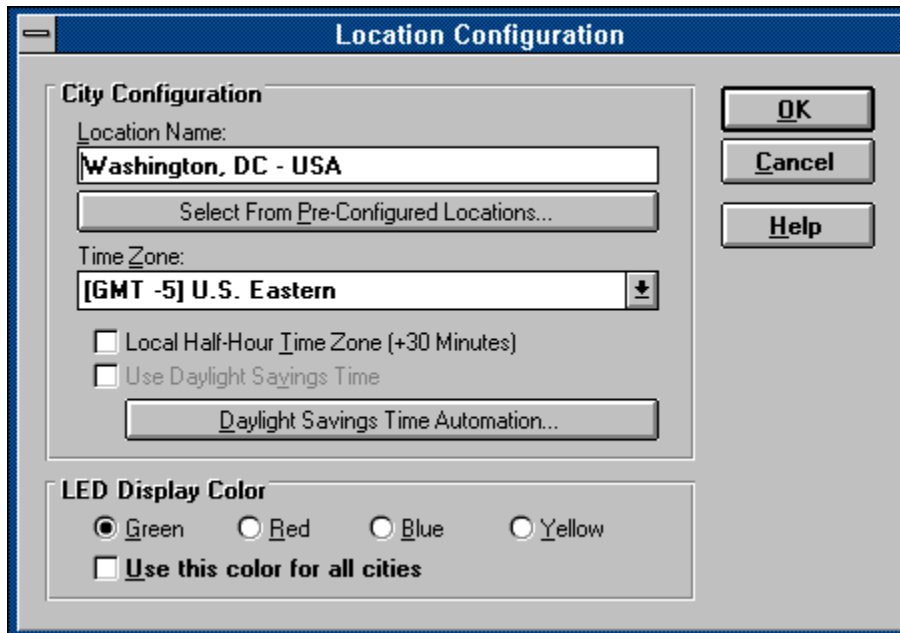 Location Configuration
City Configuration
Location Name:
Washington, DC - USA
Select From Pre-Configured Locations...
Time Zone:
[GMT -5] U.S. Eastern
Local Half-Hour Time Zone (+30 Minutes)
Use Daylight Savings Time
Daylight Savings Time Automation...
OK
Cancel
Help
LED Display Color
Green Red Blue Yellow
Use this color for all cities